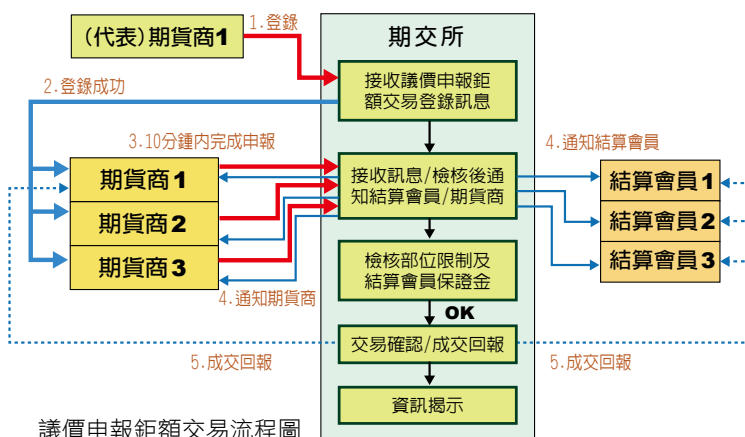 1.登錄
(代表)期貨商1
期交所
接收議價申報鉅
額交易登錄訊息
2.登錄成功
3.10分鐘內完成申報
4.通知結算會員
期貨商1
期貨商2
期貨商3
接收訊息/檢核後通
知結算會員/期貨商
結算會員1
結算會員2
結算會員3
檢核部位限制及
結算會員保證金
4.通知期貨商
OK
交易確認/成交回報
5.成交回報
5.成交回報
資訊揭示
議價申報鉅額交易流程圖